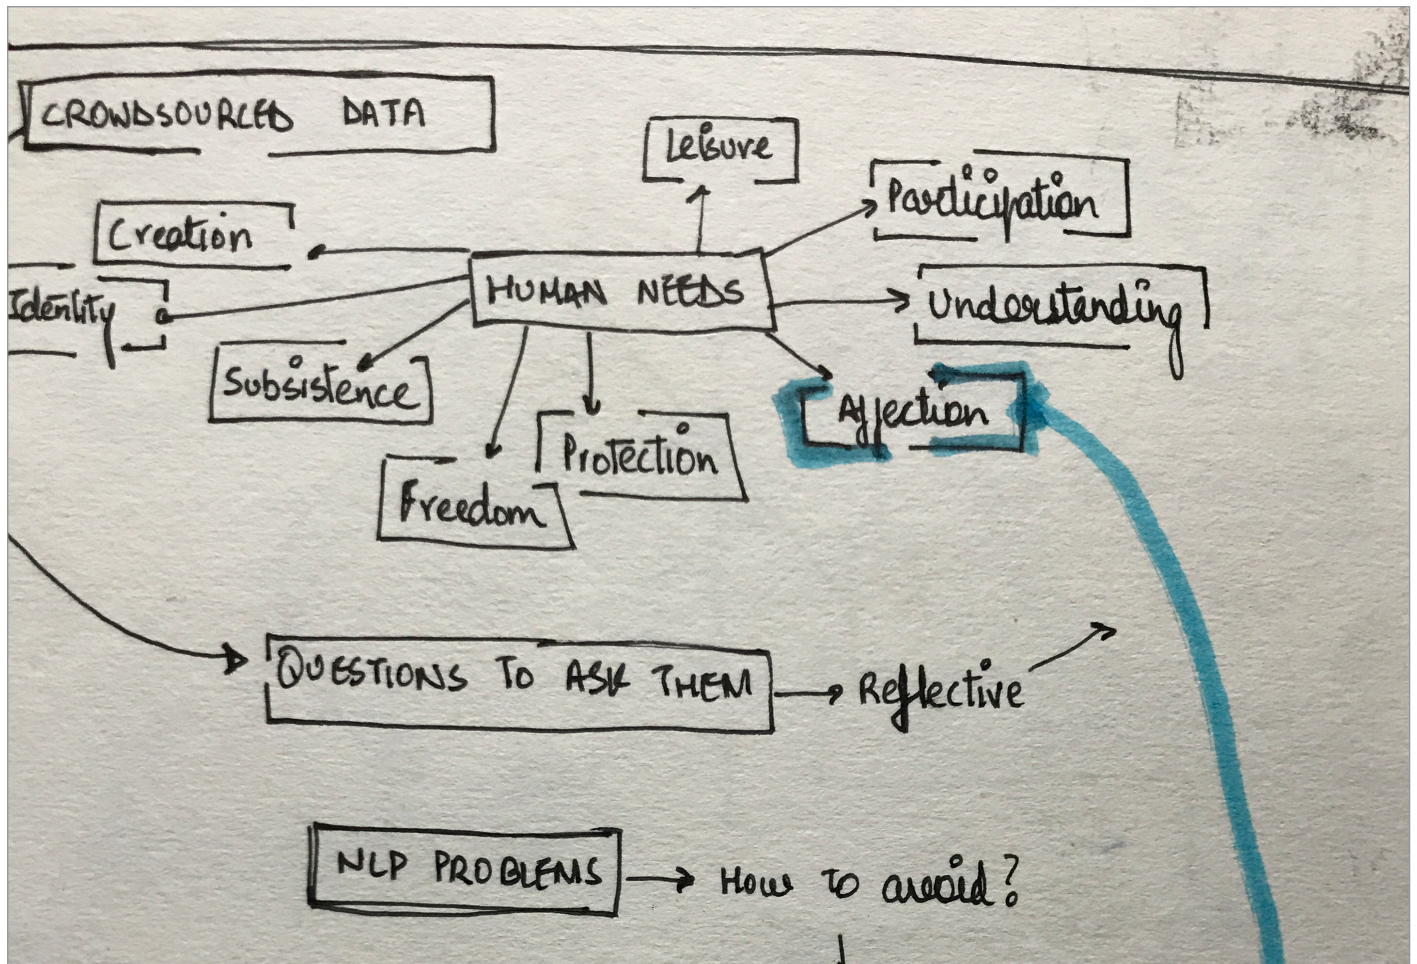 CROWDSOURCED DATA
Leisure
Participation
Creation
HUMAN NEEDS
Understanding
Identity
Subsistence
Affection
Protection
Freedom
QUESTIONS TO ASK THEM
Reflective
NLP PROBLEMS
How to avoid?